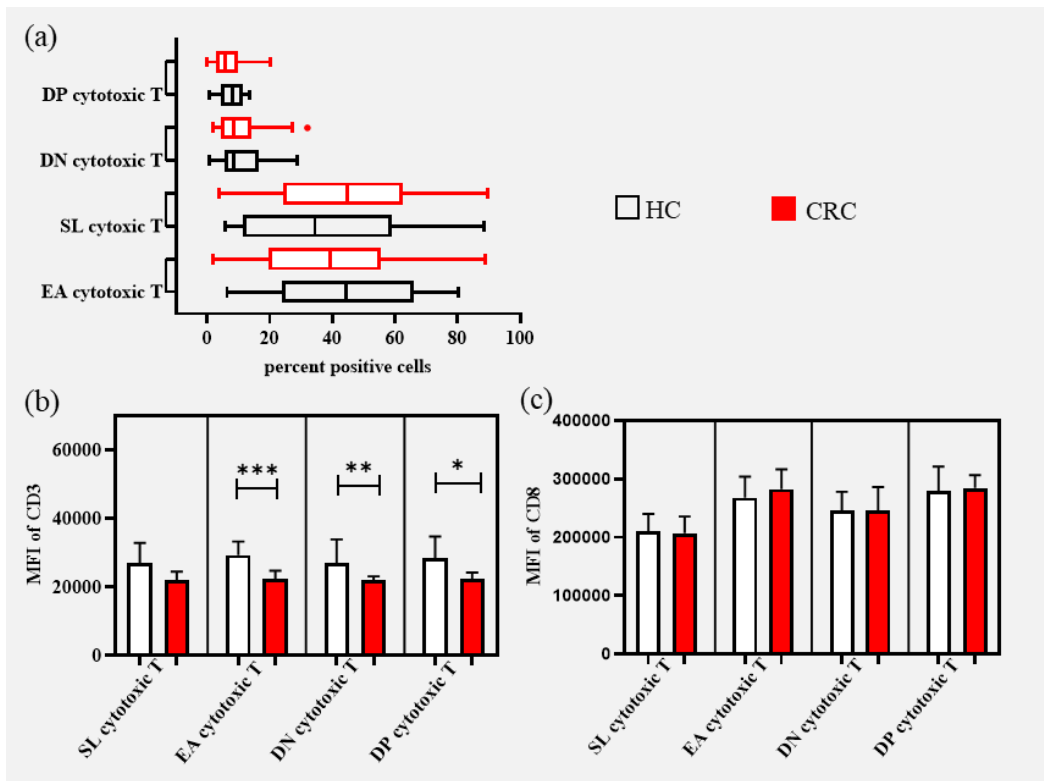 (a)
DP cytotoxic T
DN cytotoxic T
SL cytoxic T
EA cytotoxic T
0 20 40 60 80 100
percent positive cells
HC
CRC
(b)
MFI of CD3
60000
40000
20000
0
***
**
*
SL cytotoxic T
EA cytotoxic T
DN cytotoxic T
DP cytotoxic T
(c)
MFI of CD8
400000
300000
200000
100000
0
SL cytotoxic T
EA cytotoxic T
DN cytotoxic T
DP cytotoxic T